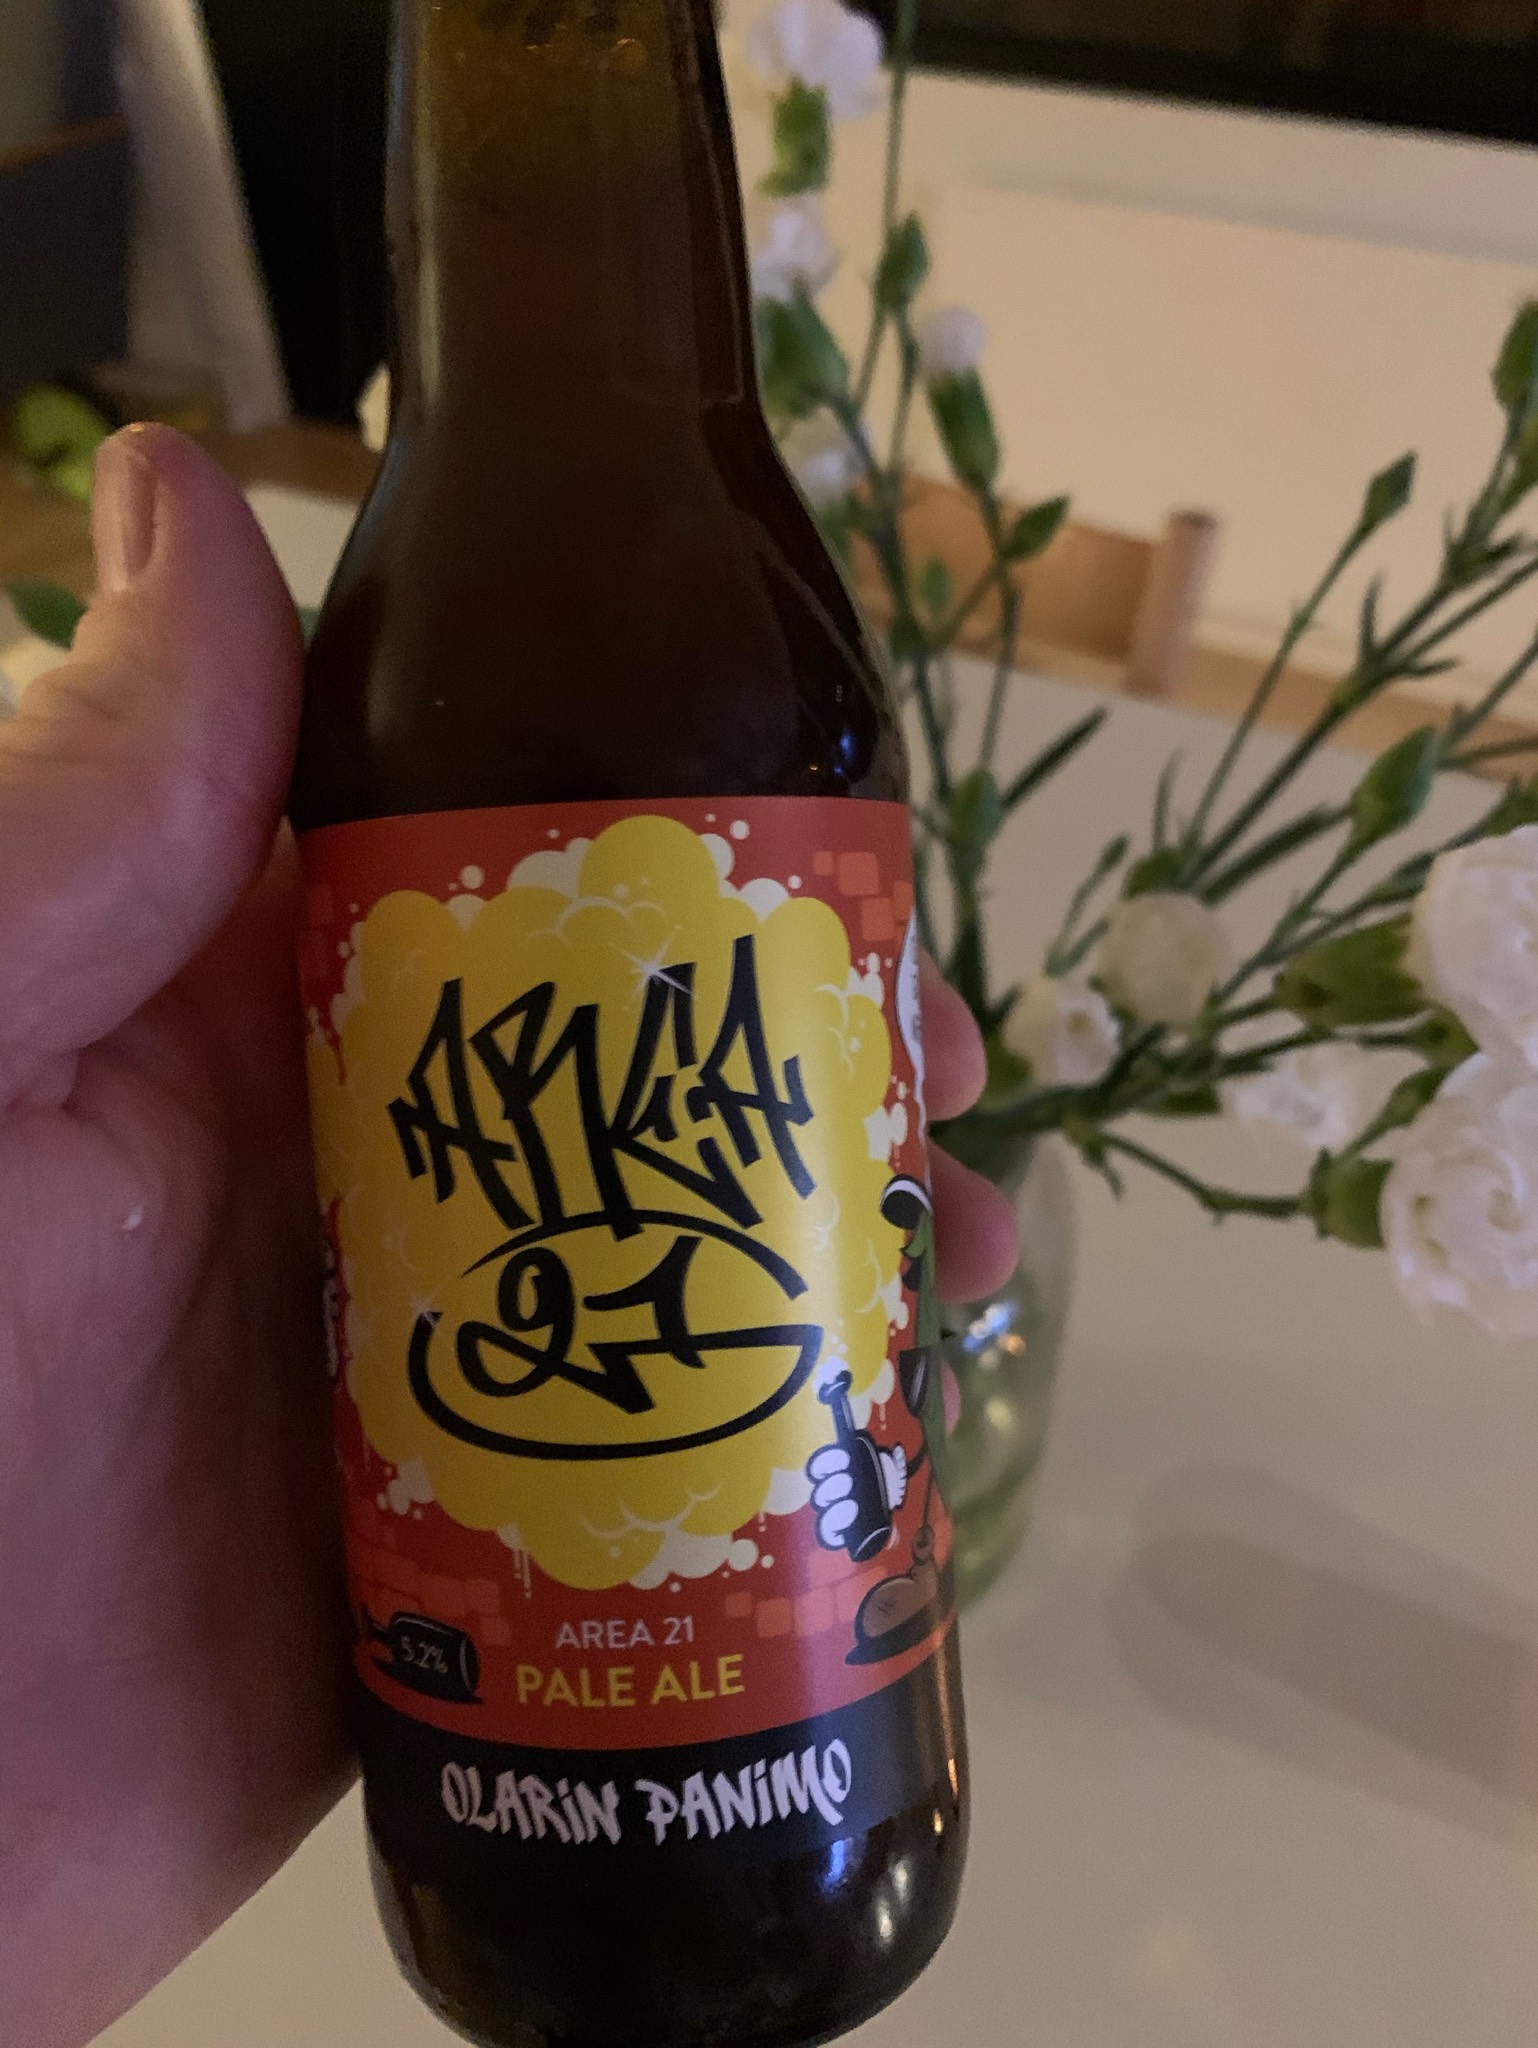 AREA
21
5.2%
AREA 21
PALE ALE
OLARiN PANiMO